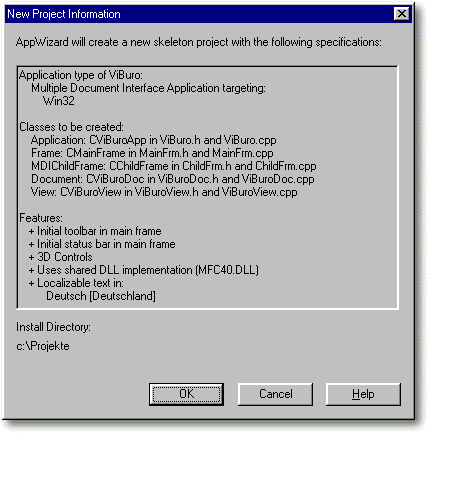 New Project Information
AppWizard will create a new skeleton project with the following specifications:
Application type of ViBuro:
Multiple Document Interface Application targeting:
Win32
Classes to be created:
Application: CViBuroApp in ViBuro.h and ViBuro.cpp
Frame: CMainFrame in MainFrm.h and MainFrm.cpp
MDIChildFrame: CChildFrame in ChildFrm.h and ChildFrm.cpp
Document: CViBuroDoc in ViBuroDoc.h and ViBuroDoc.cpp
View: CViBuroView in ViBuroView.h and ViBuroView.cpp
Features:
+ Initial toolbar in main frame
+ Initial status bar in main frame
+ 3D Controls
+ Uses shared DLL implementation (MFC40.DLL)
+ Localizable text in:
Deutsch [Deutschland]
Install Directory:
c:\Projekte
OK Cancel Help